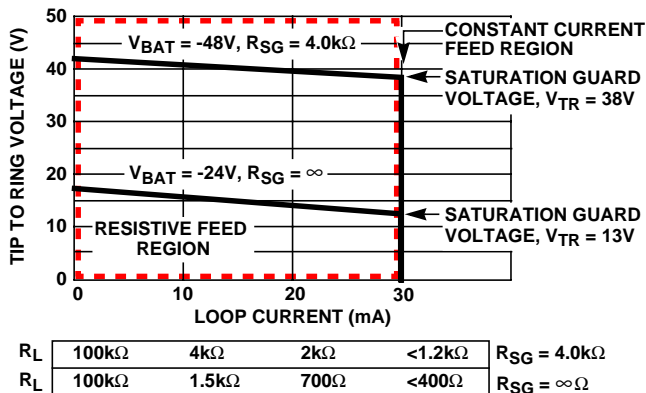 50
V_BAT = -48V, R_SG = 4.0kΩ
CONSTANT CURRENT
FEED REGION
40
SATURATION GUARD
VOLTAGE, V_TR = 38V
30
TIP TO RING VOLTAGE (V)
20
V_BAT = -24V, R_SG = ∞
10
RESISTIVE FEED
REGION
SATURATION GUARD
VOLTAGE, V_TR = 13V
0
0 10 20 30
LOOP CURRENT (mA)
R_L 100kΩ 4kΩ 2kΩ <1.2kΩ R_SG = 4.0kΩ
R_L 100kΩ 1.5kΩ 700Ω <400Ω R_SG = ∞Ω